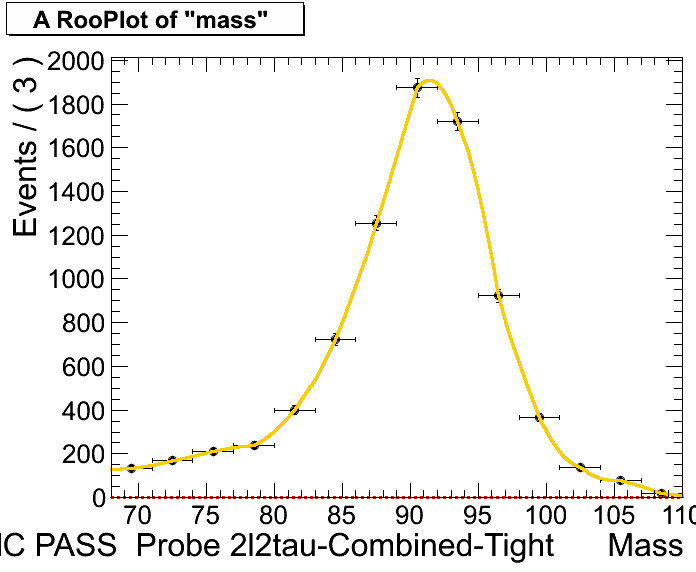 A RooPlot of "mass"
Events / ( 3 )
2000
1800
1600
1400
1200
1000
800
600
400
200
0
70 75 80 85 90 95 100 105 110
PASS Probe 2l2tau-Combined-Tight Mass